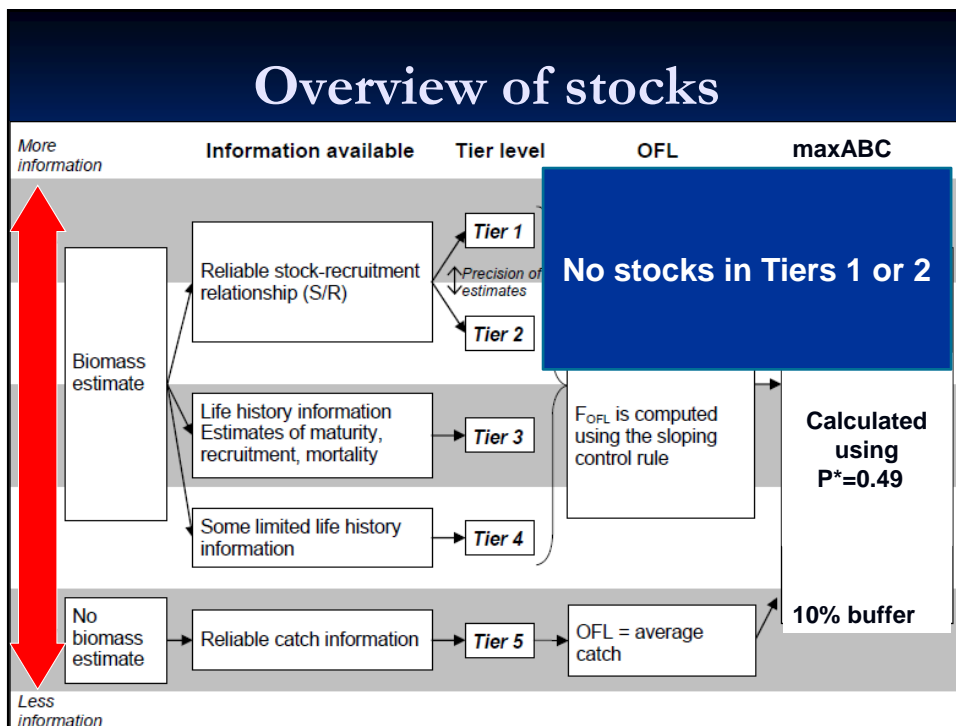 Overview of stocks
More
information
Information available
Tier level
OFL
maxABC
Reliable stock-recruitment
relationship (S/R)
Tier 1
Precision of
estimates
Tier 2
No stocks in Tiers 1 or 2
Biomass
estimate
Life history information
Estimates of maturity,
recruitment, mortality
Tier 3
FOFL is computed
using the sloping
control rule
Calculated
using
P*=0.49
Some limited life history
information
Tier 4
No
biomass
estimate
Reliable catch information
Tier 5
OFL = average
catch
10% buffer
Less
information